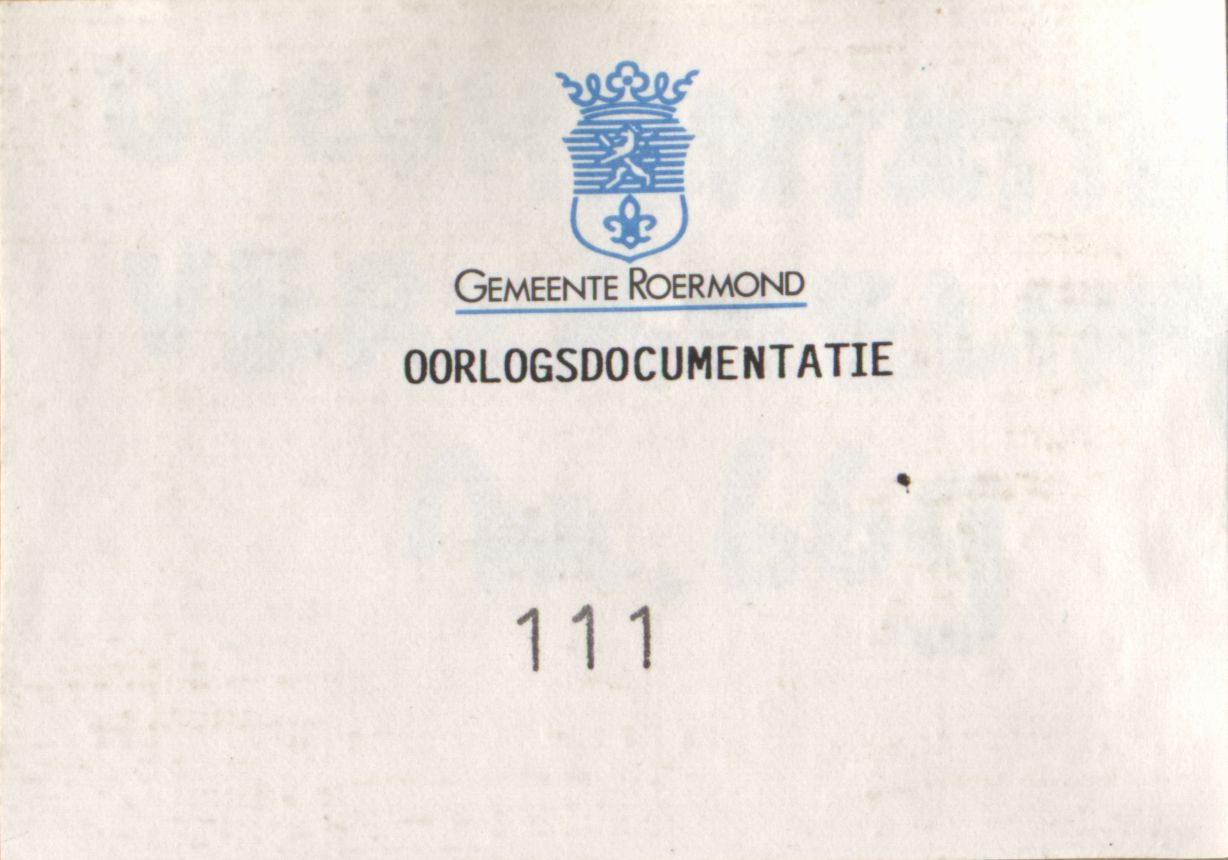 GEMEENTE ROERMOND
OORLOGSDOCUMENTATIE
111